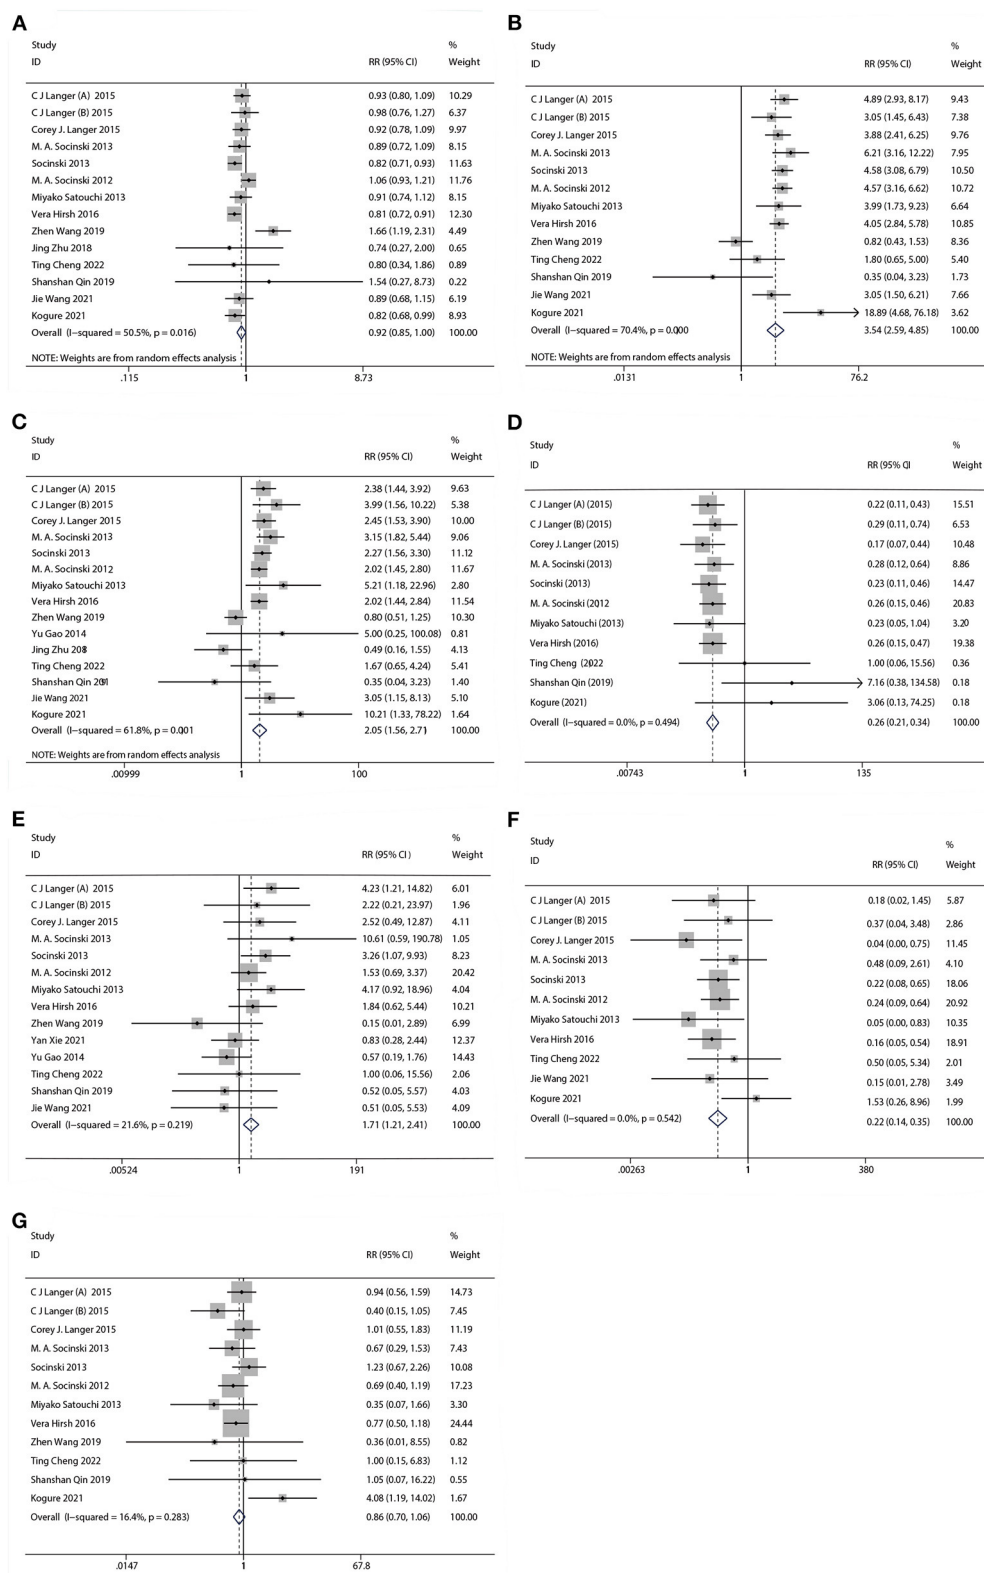 A
Study %
ID RR (95% CI) Weight
C J Langer (A) 2015 0.93 (0.80, 1.09) 10.29
C J Langer (B) 2015 0.98 (0.76, 1.27) 6.37
Corey J. Langer 2015 0.92 (0.78, 1.09) 9.97
M. A. Socinski 2013 0.89 (0.72, 1.09) 8.15
Socinski 2013 0.82 (0.71, 0.93) 11.63
M. A. Socinski 2012 1.06 (0.93, 1.21) 11.76
Miyako Satouchi 2013 0.91 (0.74, 1.12) 8.15
Vera Hirsh 2016 0.81 (0.72, 0.91) 12.30
Zhen Wang 2019 1.66 (1.19, 2.31) 4.49
Jing Zhu 2018 0.74 (0.27, 2.00) 0.65
Ting Cheng 2022 0.80 (0.34, 1.86) 0.89
Shanshan Qin 2019 1.54 (0.27, 8.73) 0.22
Jie Wang 2021 0.89 (0.68, 1.15) 6.19
Kogure 2021 0.82 (0.68, 0.99) 8.93
Overall (I-squared = 50.5%, p = 0.016) 0.92 (0.85, 1.00) 100.00
NOTE: Weights are from random effects analysis
.115 1 8.73
B
Study %
ID RR (95% CI) Weight
C J Langer (A) 2015 4.89 (2.93, 8.17) 9.43
C J Langer (B) 2015 3.05 (1.45, 6.43) 7.38
Corey J. Langer 2015 3.88 (2.41, 6.25) 9.76
M. A. Socinski 2013 6.21 (3.16, 12.22) 7.95
Socinski 2013 4.58 (3.08, 6.79) 10.50
M. A. Socinski 2012 4.57 (3.16, 6.62) 10.72
Miyako Satouchi 2013 3.99 (1.73, 9.23) 6.64
Vera Hirsh 2016 4.05 (2.84, 5.78) 10.85
Zhen Wang 2019 0.82 (0.43, 1.53) 8.36
Ting Cheng 2022 1.80 (0.65, 5.00) 5.40
Shanshan Qin 2019 0.35 (0.04, 3.23) 1.73
Jie Wang 2021 3.05 (1.50, 6.21) 7.66
Kogure 2021 18.89 (4.68, 76.18) 3.62
Overall (I-squared = 70.4%, p = 0.000) 3.54 (2.59, 4.85) 100.00
NOTE: Weights are from random effects analysis
.0131 1 76.2
C
Study %
ID RR (95% CI) Weight
C J Langer (A) 2015 2.38 (1.44, 3.92) 9.63
C J Langer (B) 2015 3.99 (1.56, 10.22) 5.38
Corey J. Langer 2015 2.45 (1.53, 3.90) 10.00
M. A. Socinski 2013 3.15 (1.82, 5.44) 9.06
Socinski 2013 2.27 (1.56, 3.30) 11.12
M. A. Socinski 2012 2.02 (1.45, 2.80) 11.67
Miyako Satouchi 2013 5.21 (1.18, 22.96) 2.80
Vera Hirsh 2016 2.02 (1.44, 2.84) 11.54
Zhen Wang 2019 0.80 (0.51, 1.25) 10.30
Yu Gao 2014 5.00 (0.25, 100.08) 0.81
Jing Zhu 0.49 (0.16, 1.55) 4.13
Ting Cheng 2022 1.67 (0.65, 4.24) 5.41
Shanshan Qin 0.35 (0.04, 3.23) 1.40
Jie Wang 2021 3.05 (1.15, 8.13) 5.10
Kogure 2021 10.21 (1.33, 78.22) 1.64
Overall (I-squared = 61.8%, p = 0.001 2.05 (1.56, 2.71) 100.00
NOTE: Weights are from random effects analysis
.00999 1 100
D
Study %
ID RR (95% CI Weight
C J Langer (A) (2015) 0.22 (0.11, 0.43) 15.51
C J Langer (B) (2015) 0.29 (0.11, 0.74) 6.53
Corey J. Langer (2015) 0.17 (0.07, 0.44) 10.48
M. A. Socinski (2013) 0.28 (0.12, 0.64) 8.86
Socinski (2013) 0.23 (0.11, 0.46) 14.47
M. A. Socinski (2012 0.26 (0.15, 0.46) 20.83
Miyako Satouchi (2013) 0.23 (0.05, 1.04) 3.20
Vera Hirsh (2016) 0.26 (0.15, 0.47) 19.38
Ting Cheng (2022 1.00 (0.06, 15.56) 0.36
Shanshan Qin (2019) 7.16 (0.38, 134.58) 0.18
Kogure (2021) 3.06 (0.13, 74.25) 0.18
Overall (I-squared = 0.0%, p = 0.494) 0.26 (0.21, 0.34) 100.00
.00743 1 135
E
Study %
ID RR (95% CI ) Weight
C J Langer (A) 2015 4.23 (1.21, 14.82) 6.01
C J Langer (B) 2015 2.22 (0.21, 23.97) 1.96
Corey J. Langer 2015 2.52 (0.49, 12.87) 4.11
M. A. Socinski 2013 10.61 (0.59, 190.78) 1.05
Socinski 2013 3.26 (1.07, 9.93) 8.23
M. A. Socinski 2012 1.53 (0.69, 3.37) 20.42
Miyako Satouchi 2013 4.17 (0.92, 18.96) 4.04
Vera Hirsh 2016 1.84 (0.62, 5.44) 10.21
Zhen Wang 2019 0.15 (0.01, 2.89) 6.99
Yan Xie 2021 0.83 (0.28, 2.44) 12.37
Yu Gao 2014 0.57 (0.19, 1.76) 14.43
Ting Cheng 2022 1.00 (0.06, 15.56) 2.06
Shanshan Qin 2019 0.52 (0.05, 5.57) 4.03
Jie Wang 2021 0.51 (0.05, 5.53) 4.09
Overall (I-squared = 21.6%, p = 0.219) 1.71 (1.21, 2.41) 100.00
.00524 1 191
F
Study %
ID RR (95% CI) Weight
C J Langer (A) 2015 0.18 (0.02, 1.45) 5.87
C J Langer (B) 2015 0.37 (0.04, 3.48) 2.86
Corey J. Langer 2015 0.04 (0.00, 0.75) 11.45
M. A. Socinski 2013 0.48 (0.09, 2.61) 4.10
Socinski 2013 0.22 (0.08, 0.65) 18.06
M. A. Socinski 2012 0.24 (0.09, 0.64) 20.92
Miyako Satouchi 2013 0.05 (0.00, 0.83) 10.35
Vera Hirsh 2016 0.16 (0.05, 0.54) 18.91
Ting Cheng 2022 0.50 (0.05, 5.34) 2.01
Jie Wang 2021 0.15 (0.01, 2.78) 3.49
Kogure 2021 1.53 (0.26, 8.96) 1.99
Overall (I-squared = 0.0%, p = 0.542) 0.22 (0.14, 0.35) 100.00
.00263 1 380
G
Study %
ID RR (95% CI) Weight
C J Langer (A) 2015 0.94 (0.56, 1.59) 14.73
C J Langer (B) 2015 0.40 (0.15, 1.05) 7.45
Corey J. Langer 2015 1.01 (0.55, 1.83) 11.19
M. A. Socinski 2013 0.67 (0.29, 1.53) 7.43
Socinski 2013 1.23 (0.67, 2.26) 10.08
M. A. Socinski 2012 0.69 (0.40, 1.19) 17.23
Miyako Satouchi 2013 0.35 (0.07, 1.66) 3.30
Vera Hirsh 2016 0.77 (0.50, 1.18) 24.44
Zhen Wang 2019 0.36 (0.01, 8.55) 0.82
Ting Cheng 2022 1.00 (0.15, 6.83) 1.12
Shanshan Qin 2019 1.05 (0.07, 16.22) 0.55
Kogure 2021 4.08 (1.19, 14.02) 1.67
Overall (I-squared = 16.4%, p = 0.283) 0.86 (0.70, 1.06) 100.00
.0147 1 67.8